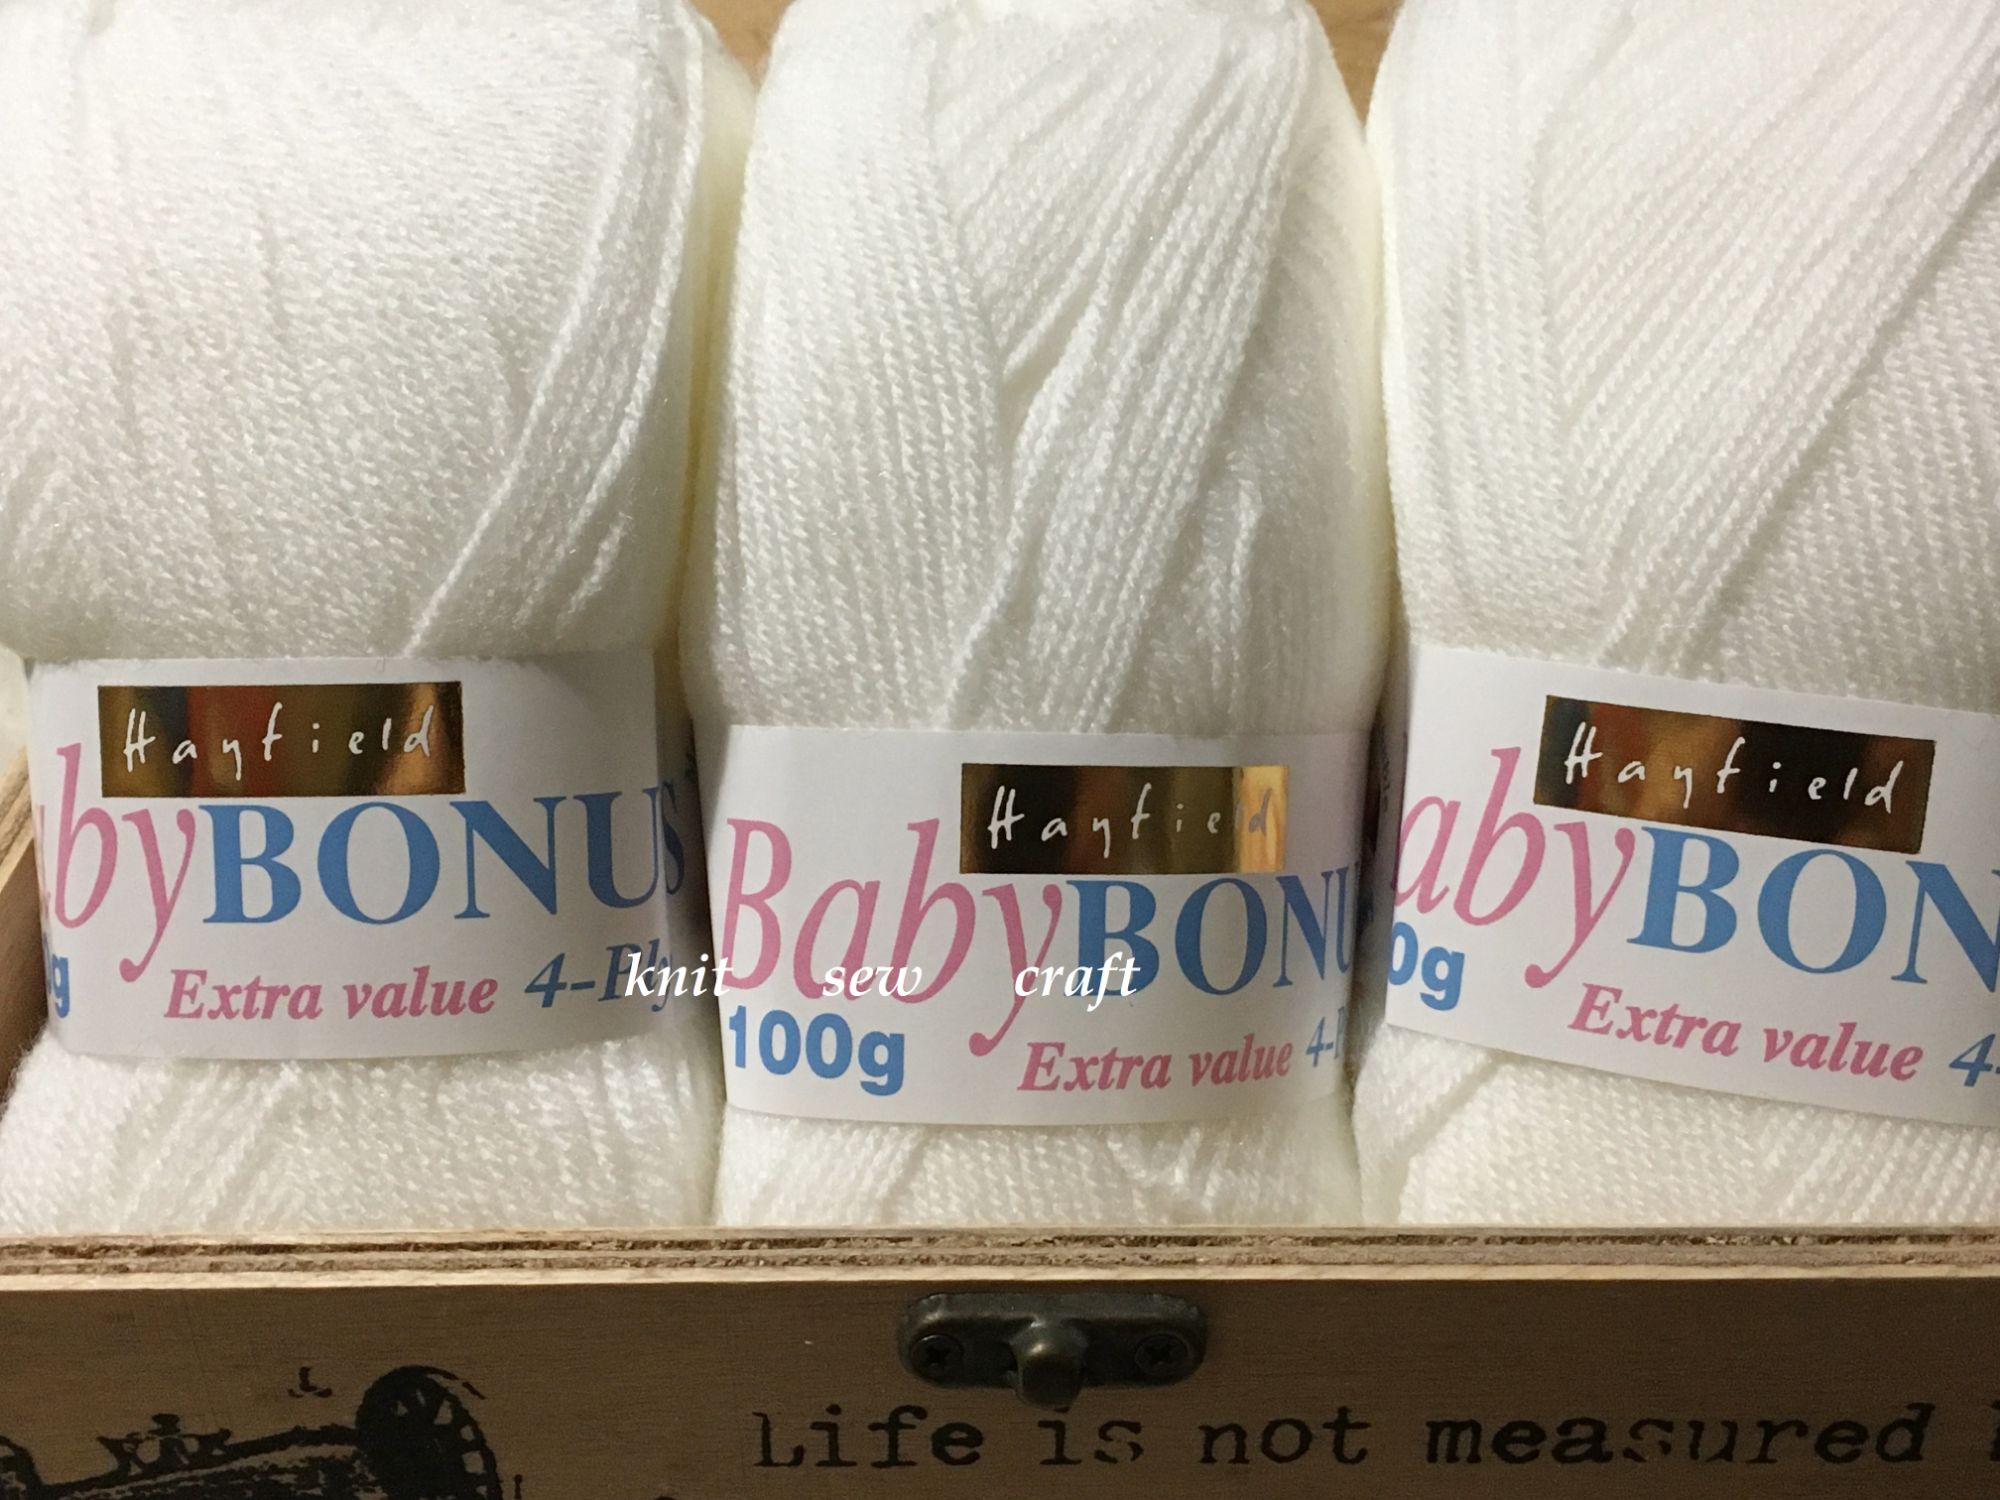 Hayfield
abyBONUS
g
Extra value 4-Ply
Hayfield
BabyBONU
100g
Extra value 4-P
Hayfield
abyBON
0g
Extra value 4-
knit sew craft
Life is not measured